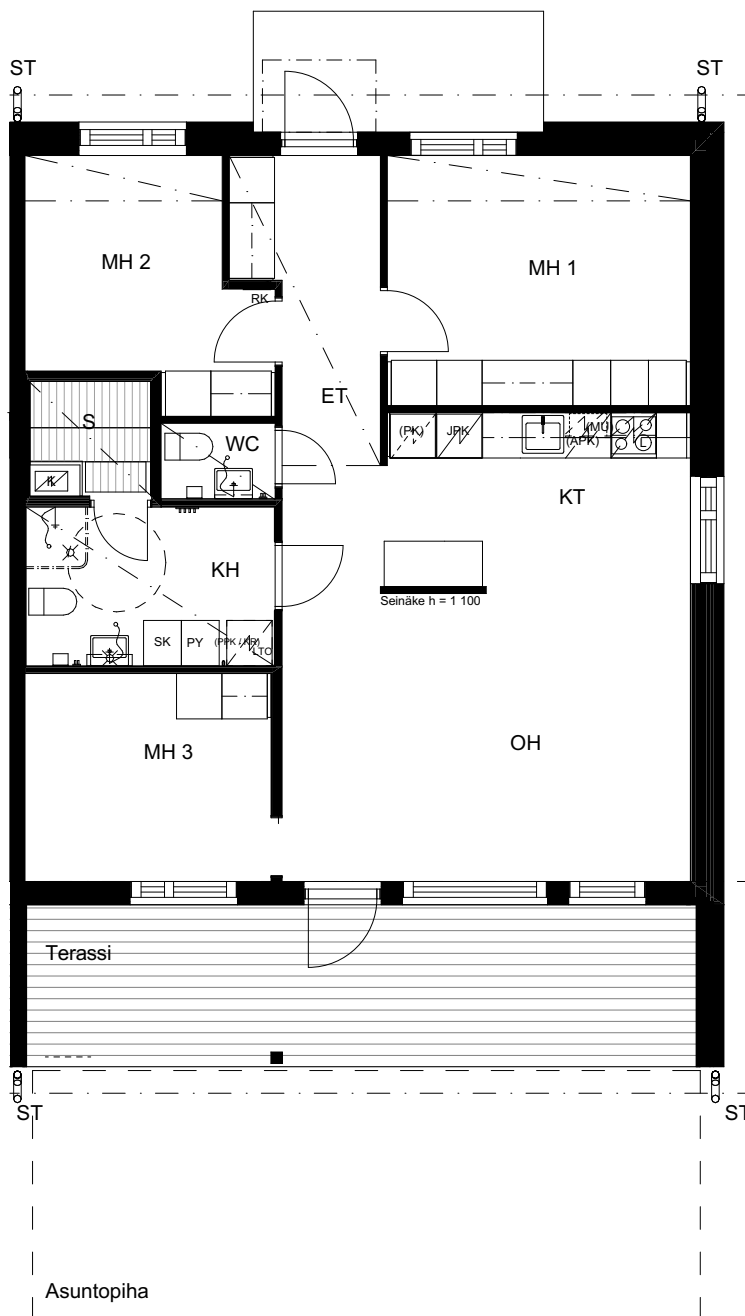 ST
ST
MH 2
MH 1
RK
ET
S
WC
(PK)
JPK
(MU)
(APK)
KT
IK
KH
Seinäke h = 1 100
SK
PY
(PPK / KR)
LTO
MH 3
OH
Terassi
ST
ST
Asuntopiha